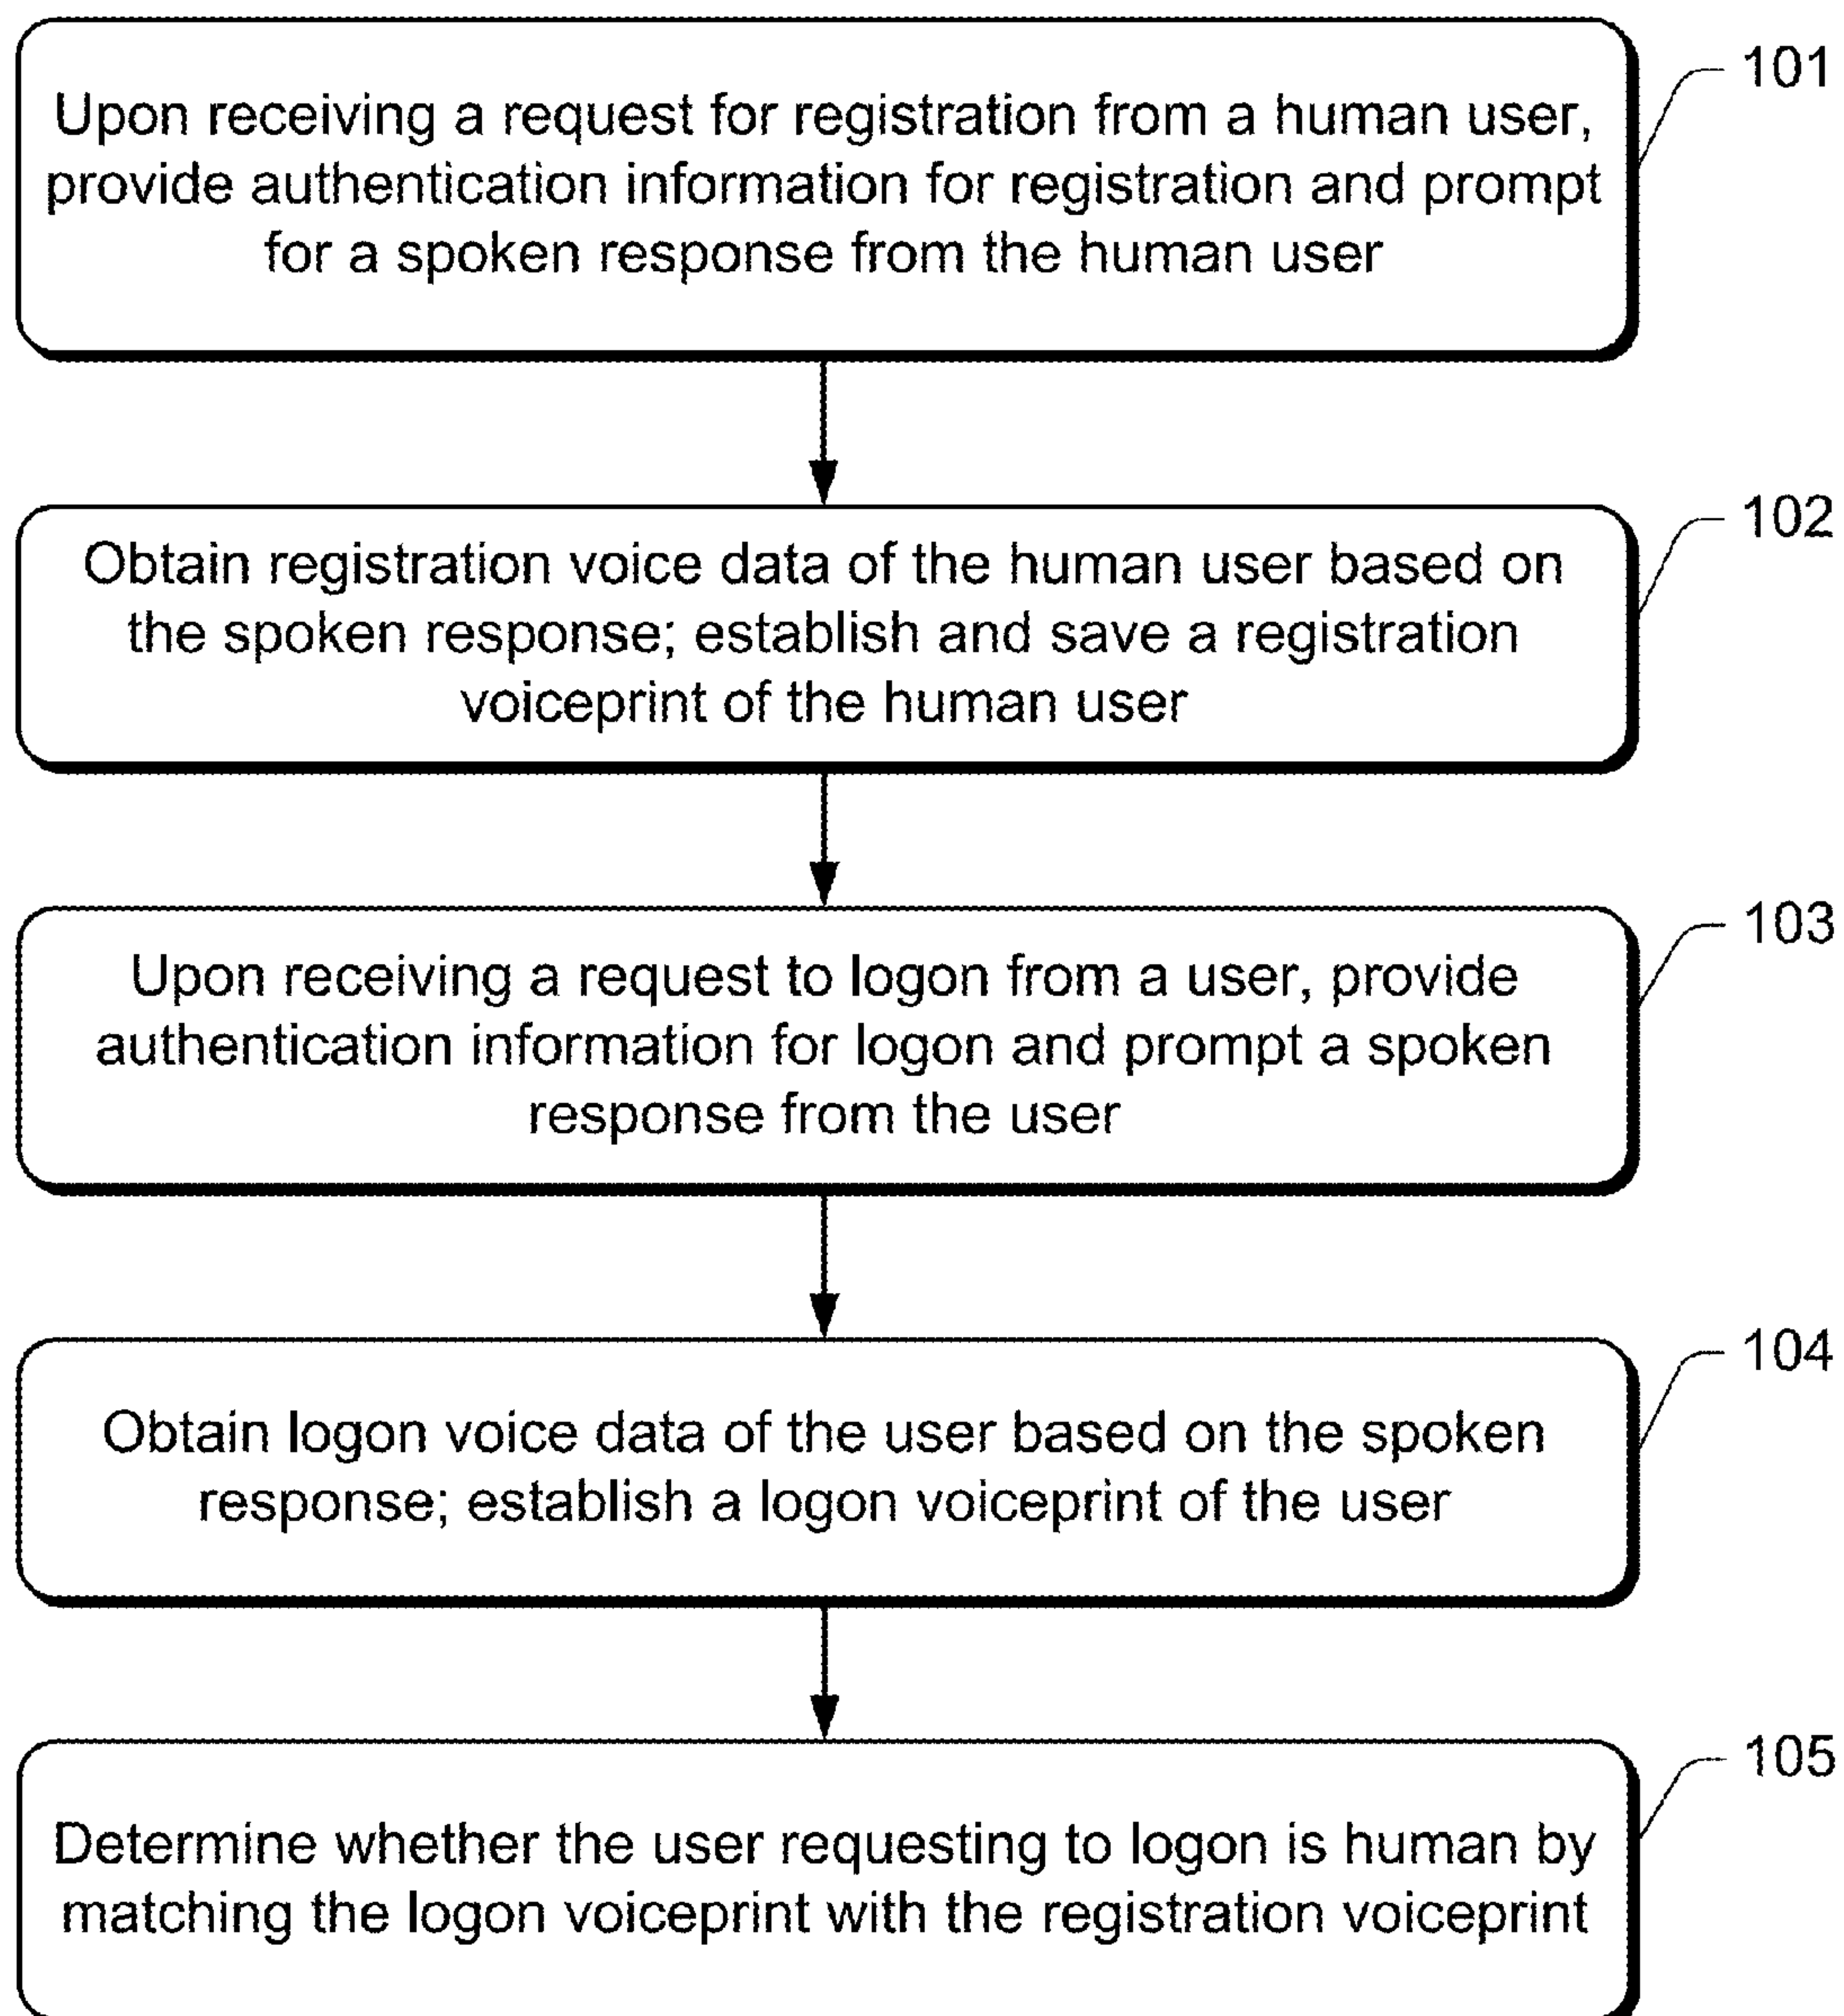 101
Upon receiving a request for registration from a human user,
provide authentication information for registration and prompt
for a spoken response from the human user
102
Obtain registration voice data of the human user based on
the spoken response; establish and save a registration
voiceprint of the human user
103
Upon receiving a request to logon from a user, provide
authentication information for logon and prompt a spoken
response from the user
104
Obtain logon voice data of the user based on the spoken
response; establish a logon voiceprint of the user
105
Determine whether the user requesting to logon is human by
matching the logon voiceprint with the registration voiceprint